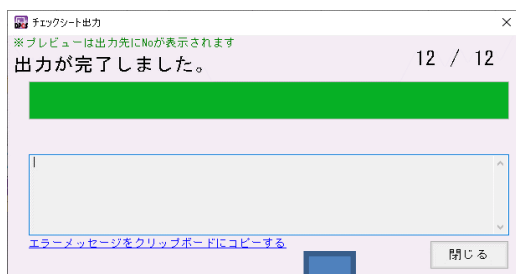 チェックシート出力
※プレビューは出力先にNoが表示されます
出力が完了しました。
12 / 12
エラーメッセージをクリップボードにコピーする
閉じる